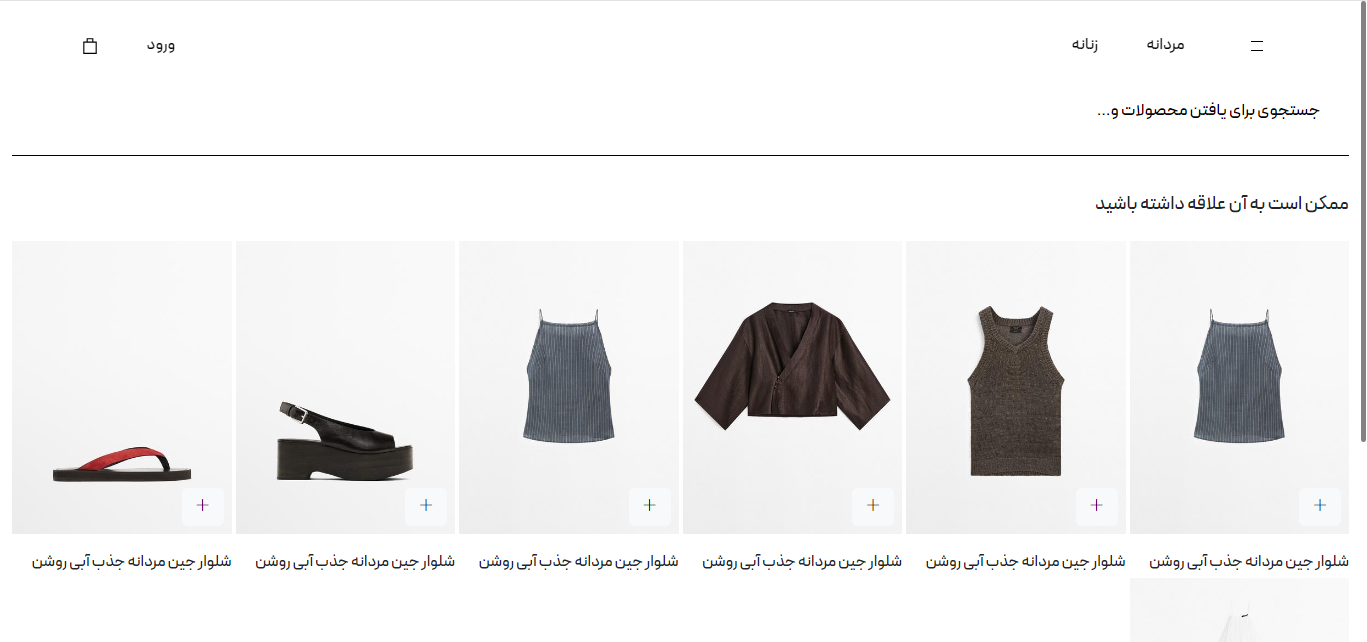 مردانه
زنانه
ورود
جستجوی برای یافتن محصولات و...
ممکن است به آن علاقه داشته باشید
شلوار جین مردانه جذب آبی روشن
شلوار جین مردانه جذب آبی روشن
شلوار جین مردانه جذب آبی روشن
شلوار جین مردانه جذب آبی روشن
شلوار جین مردانه جذب آبی روشن
شلوار جین مردانه جذب آبی روشن